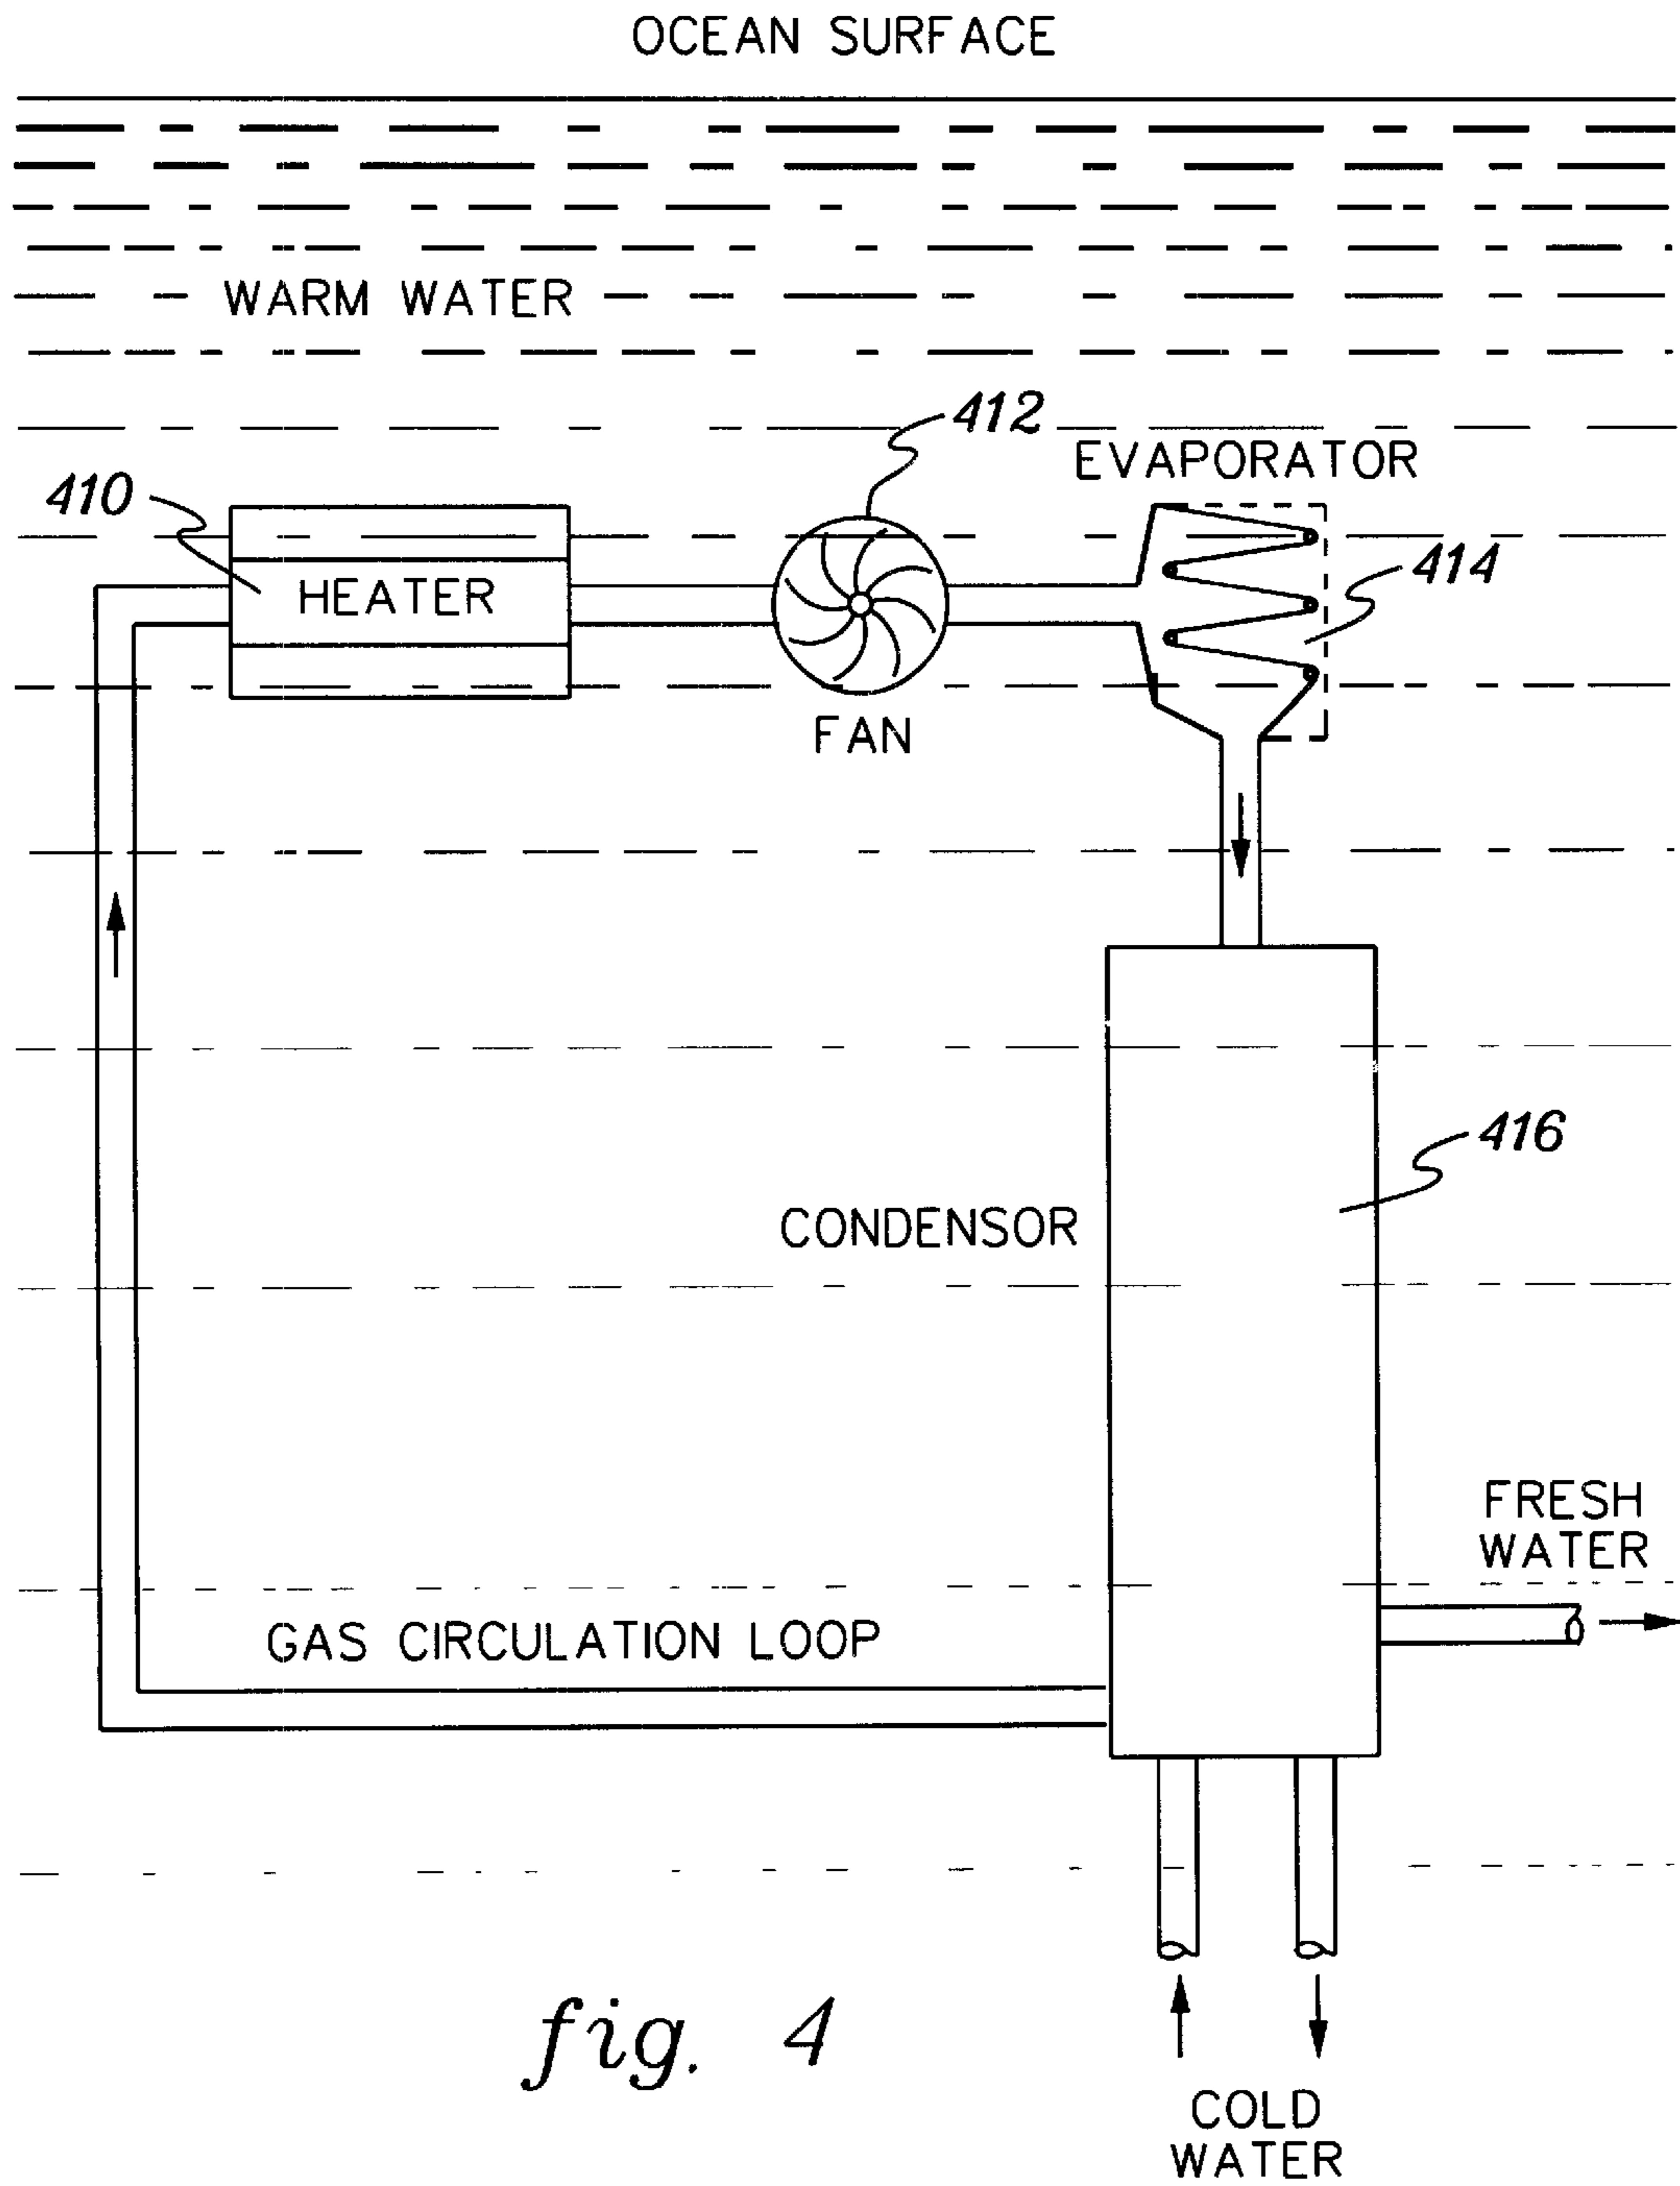 OCEAN SURFACE
WARM WATER
412
EVAPORATOR
410
414
HEATER
FAN
416
CONDENSOR
FRESH
WATER
GAS CIRCULATION LOOP
fig. 4
COLD
WATER